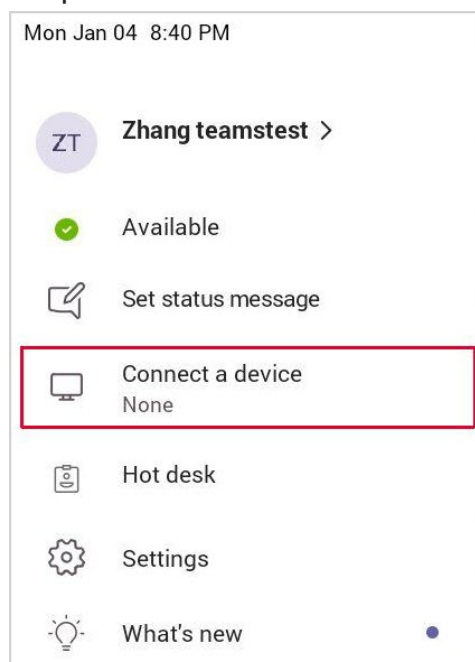 Mon Jan 04 8:40 PM
ZT
Zhang teamstest >
Available
Set status message
Connect a device
None
Hot desk
Settings
What's new